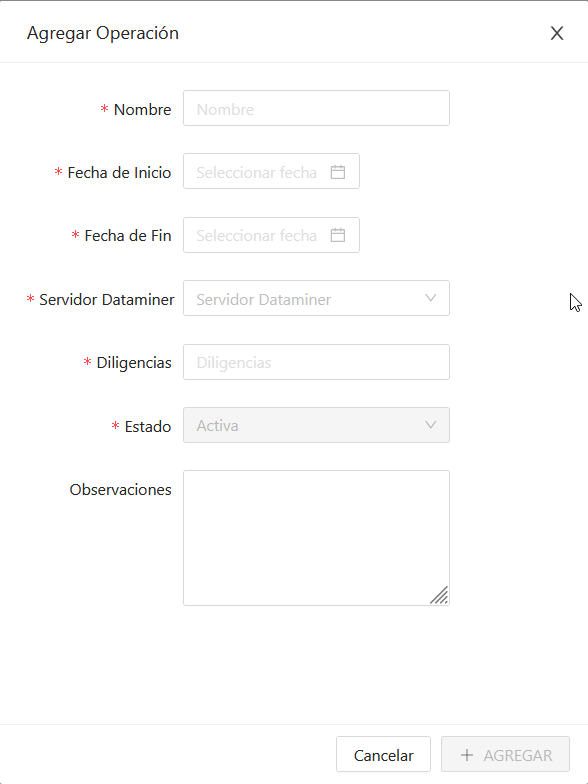 Agregar Operación
* Nombre Nombre
* Fecha de Inicio Seleccionar fecha
* Fecha de Fin Seleccionar fecha
* Servidor Dataminer Servidor Dataminer
* Diligencias Diligencias
* Estado Activa
Observaciones
Cancelar + AGREGAR